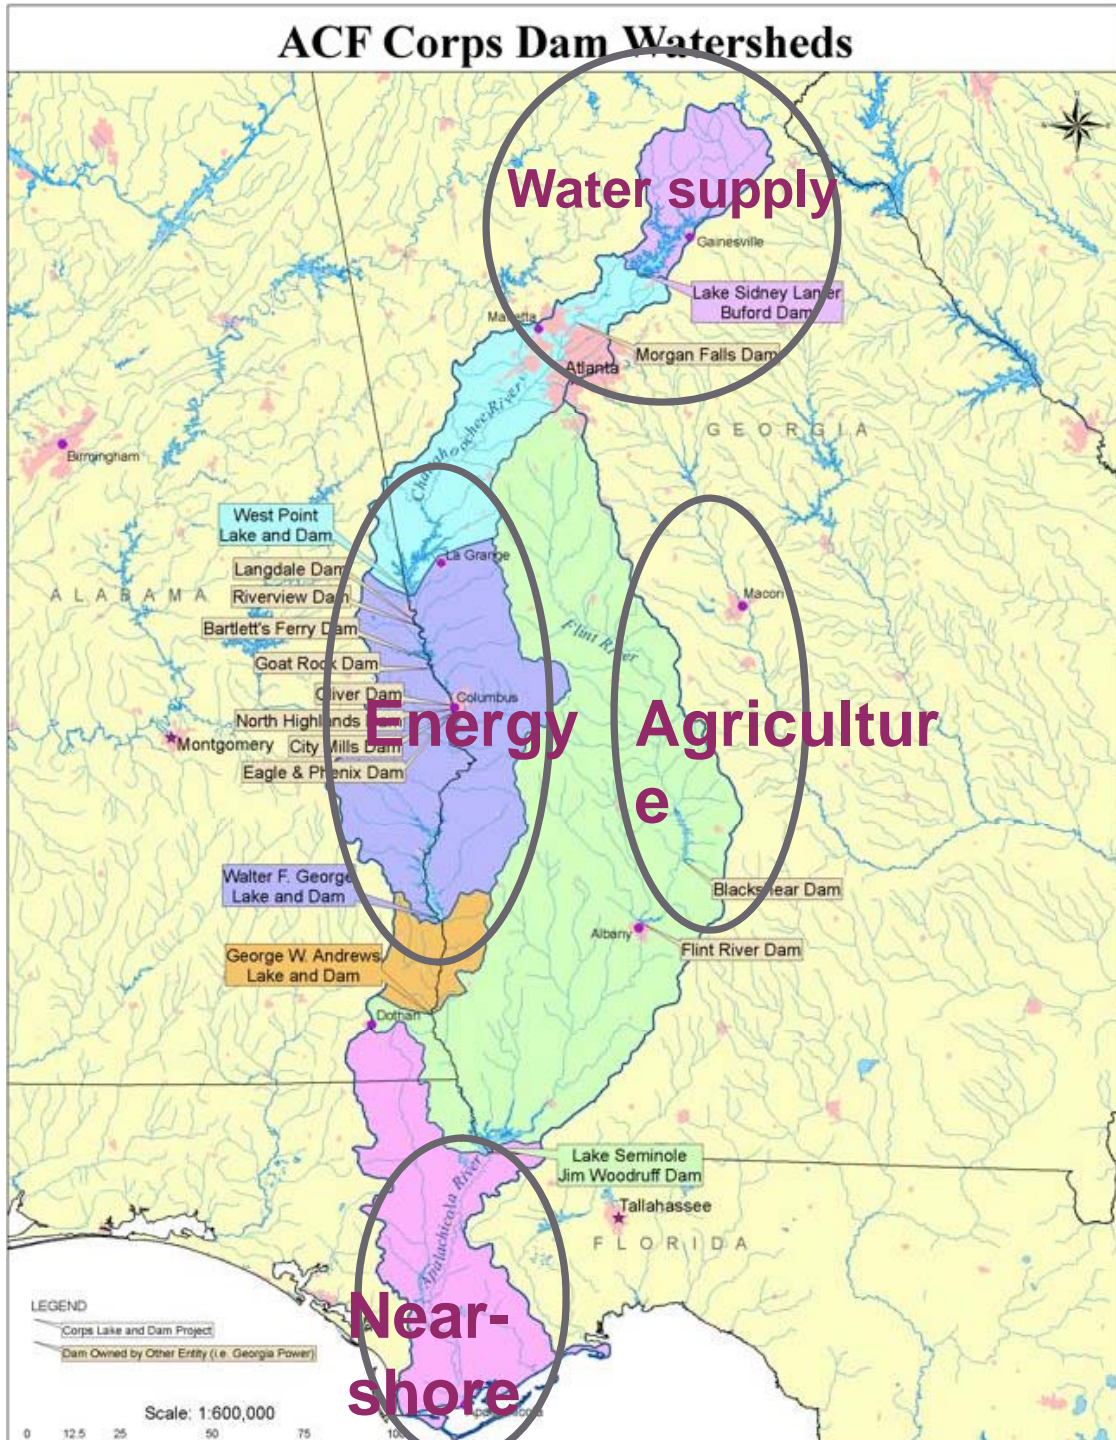 ACF Corps Dam Watersheds
Water supply
Gainesville
Lake Sidney Lanier
Buford Dam
Marietta
Morgan Falls Dam
Atlanta
Chattahoochee River
GEORGIA
Birmingham
West Point
Lake and Dam
La Grange
Langdale Dam
ALABAMA
Riverview Dam
Macon
Bartlett's Ferry Dam
Flint River
Goat Rock Dam
Oliver Dam
Columbus
North Highlands Dam
Energy
Agricultur
e
Montgomery
City Mills Dam
Eagle & Phenix Dam
Walter F. George
Lake and Dam
Blackshear Dam
Albany
Flint River Dam
George W. Andrews
Lake and Dam
Dothan
Lake Seminole
Jim Woodruff Dam
Apalachicola River
Tallahassee
FLORIDA
Near-
shore
LEGEND
Corps Lake and Dam Project
Dam Owned by Other Entity (i.e. Georgia Power)
Apalachicola
Scale: 1:600,000
0 12.5 25 50 75 100